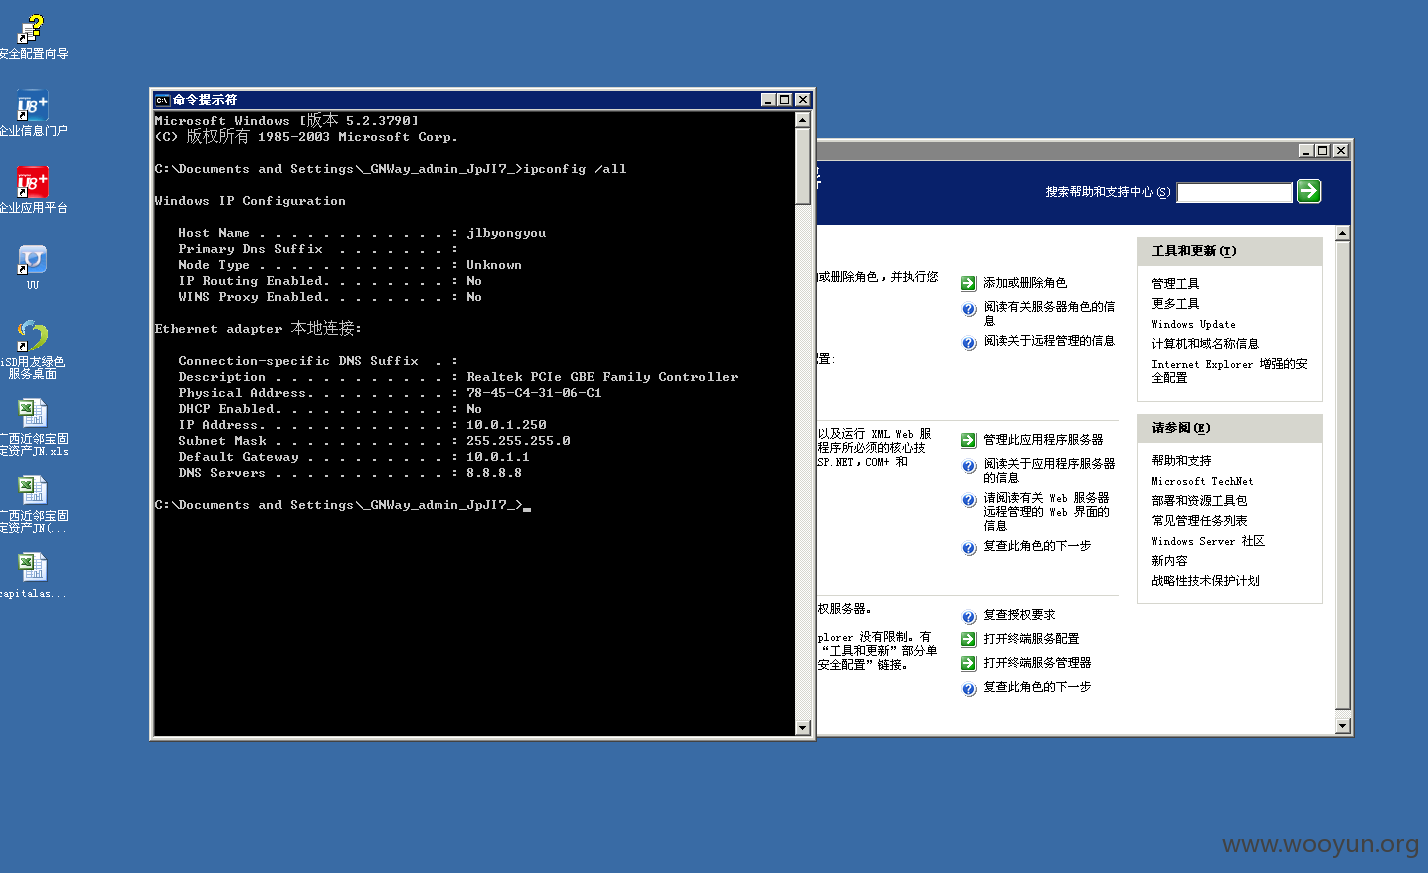 安全配置向导
U8+
企业信息门户
U8+
企业应用平台
UU
iSD用友绿色
服务桌面
广西近邻宝固
定资产JN.xls
广西近邻宝固
定资产JN(...
capitalas...
命令提示符
Microsoft Windows [版本 5.2.3790]
(C) 版权所有 1985-2003 Microsoft Corp.
C:\Documents and Settings\_GNWay_admin_JpJI7_>ipconfig /all
Windows IP Configuration
Host Name . . . . . . . . . . . . : jlbyongyou
Primary Dns Suffix . . . . . . . :
Node Type . . . . . . . . . . . . : Unknown
IP Routing Enabled. . . . . . . . : No
WINS Proxy Enabled. . . . . . . . : No
Ethernet adapter 本地连接:
Connection-specific DNS Suffix . :
Description . . . . . . . . . . . : Realtek PCIe GBE Family Controller
Physical Address. . . . . . . . . : 78-45-C4-31-06-C1
DHCP Enabled. . . . . . . . . . . : No
IP Address. . . . . . . . . . . . : 10.0.1.250
Subnet Mask . . . . . . . . . . . : 255.255.255.0
Default Gateway . . . . . . . . . : 10.0.1.1
DNS Servers . . . . . . . . . . . : 8.8.8.8
C:\Documents and Settings\_GNWay_admin_JpJI7_>
搜索帮助和支持中心(S)
或删除角色，并执行您
置:
以及运行 XML Web 服
程序所必须的核心技
SP.NET，COM+ 和
权服务器。
plorer 没有限制。有
“工具和更新”部分单
安全配置”链接。
添加或删除角色
阅读有关服务器角色的信
息
阅读关于远程管理的信息
管理此应用程序服务器
阅读关于应用程序服务器
的信息
请阅读有关 Web 服务器
远程管理的 Web 界面的
信息
复查此角色的下一步
复查授权要求
打开终端服务配置
打开终端服务管理器
复查此角色的下一步
工具和更新(T)
管理工具
更多工具
Windows Update
计算机和域名称信息
Internet Explorer 增强的安
全配置
请参阅(E)
帮助和支持
Microsoft TechNet
部署和资源工具包
常见管理任务列表
Windows Server 社区
新内容
战略性技术保护计划
www.wooyun.org